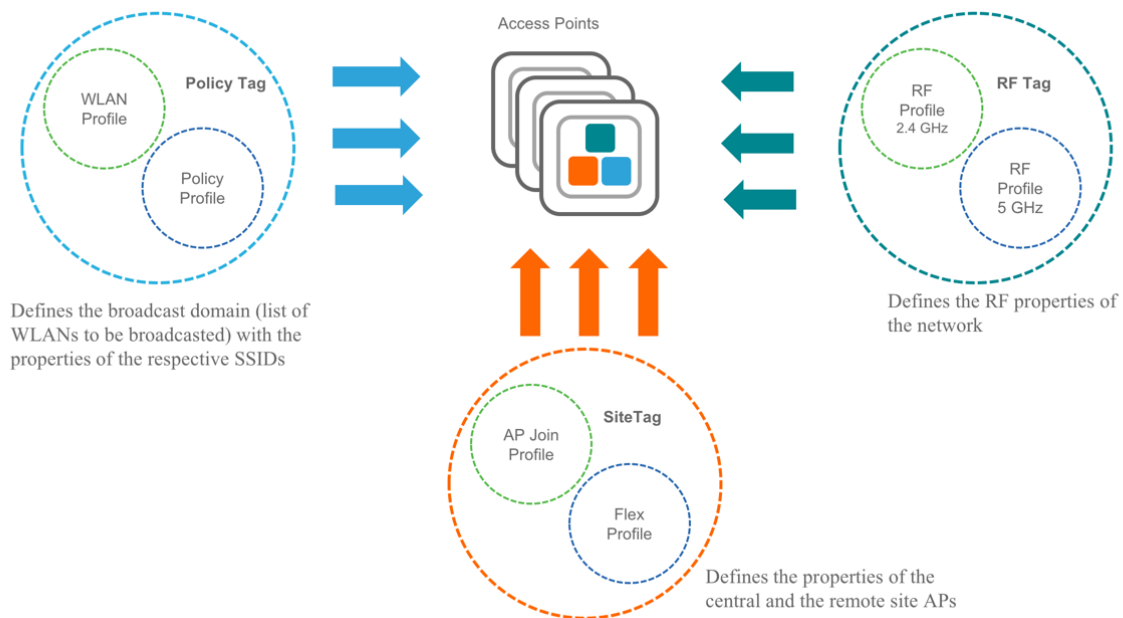 Access Points
Policy Tag
WLAN
Profile
Policy
Profile
Defines the broadcast domain (list of
WLANs to be broadcasted) with the
properties of the respective SSIDs
RF Tag
RF
Profile
2.4 GHz
RF
Profile
5 GHz
Defines the RF properties of
the network
SiteTag
AP Join
Profile
Flex
Profile
Defines the properties of the
central and the remote site APs